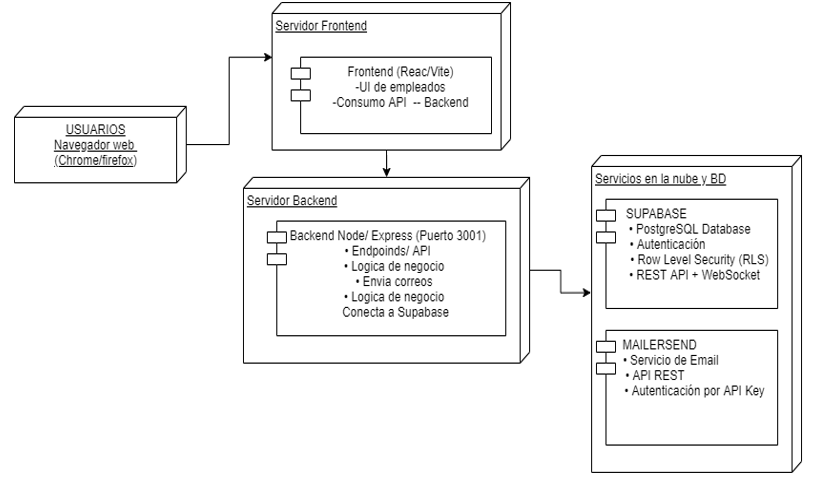 Servidor Frontend
Frontend (Reac/Vite)
-UI de empleados
-Consumo API  -- Backend
USUARIOS
Navegador web
(Chrome/firefox)
Servidor Backend
Backend Node/ Express (Puerto 3001)
• Endpoinds/ API
• Logica de negocio
• Envia correos
• Logica de negocio
Conecta a Supabase
Servicios en la nube y BD
SUPABASE
• PostgreSQL Database
• Autenticación
• Row Level Security (RLS)
• REST API + WebSocket
MAILERSEND
• Servicio de Email
• API REST
• Autenticación por API Key